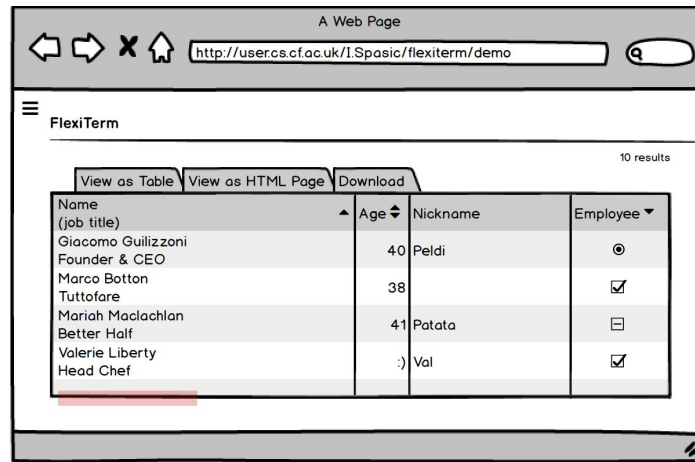 A Web Page
http://user.cs.cf.ac.uk/I.Spasic/flexiterm/demo
FlexiTerm
10 results
View as Table View as HTML Page Download
Name
(job title)
Age Nickname Employee
Giacomo Guilizzoni
Founder & CEO
40 Peldi
Marco Botton
Tuttofare
38
Mariah Maclachlan
Better Half
41 Patata
Valerie Liberty
Head Chef
:) Val